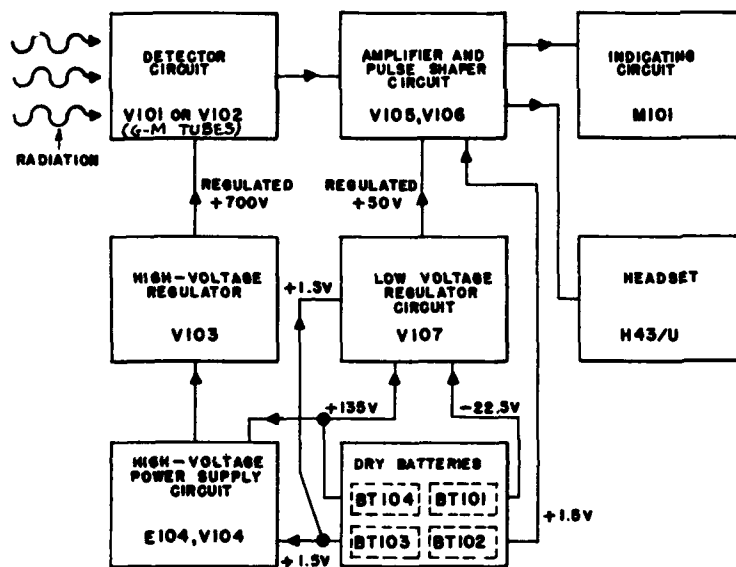 DETECTOR
CIRCUIT
V101 OR V102
(G-M TUBES)
RADIATION
AMPLIFIER AND
PULSE SHAPER
CIRCUIT
V105,V106
INDICATING
CIRCUIT
M101
REGULATED
+700V
REGULATED
+50V
HIGH-VOLTAGE
REGULATOR
V103
+1.5V
LOW VOLTAGE
REGULATOR
CIRCUIT
V107
HEADSET
H43/U
+135V
-22.5V
HIGH-VOLTAGE
POWER SUPPLY
CIRCUIT
E104,V104
+1.5V
DRY BATTERIES
BT104
BT101
BT103
BT102
+1.5V